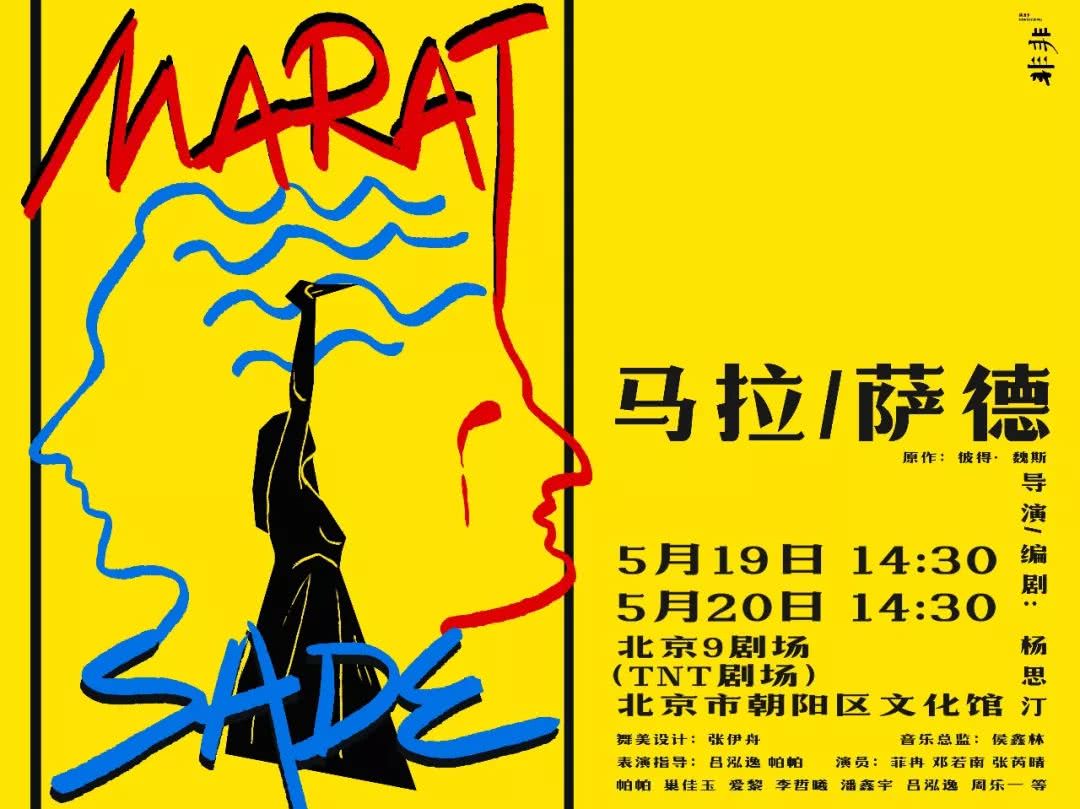 MARAT
SADE
非非
马拉/萨德
原作：彼得·魏斯
导演/编剧：杨思汀
5月19日 14:30
5月20日 14:30
北京9剧场
(TNT剧场)
北京市朝阳区文化馆
舞美设计：张伊舟 音乐总监：侯鑫林
表演指导：吕泓逸 帕帕 演员：菲冉 邓若南 张芮晴
帕帕 巢佳玉 爱黎 李哲曦 潘鑫宇 吕泓逸 周乐一 等